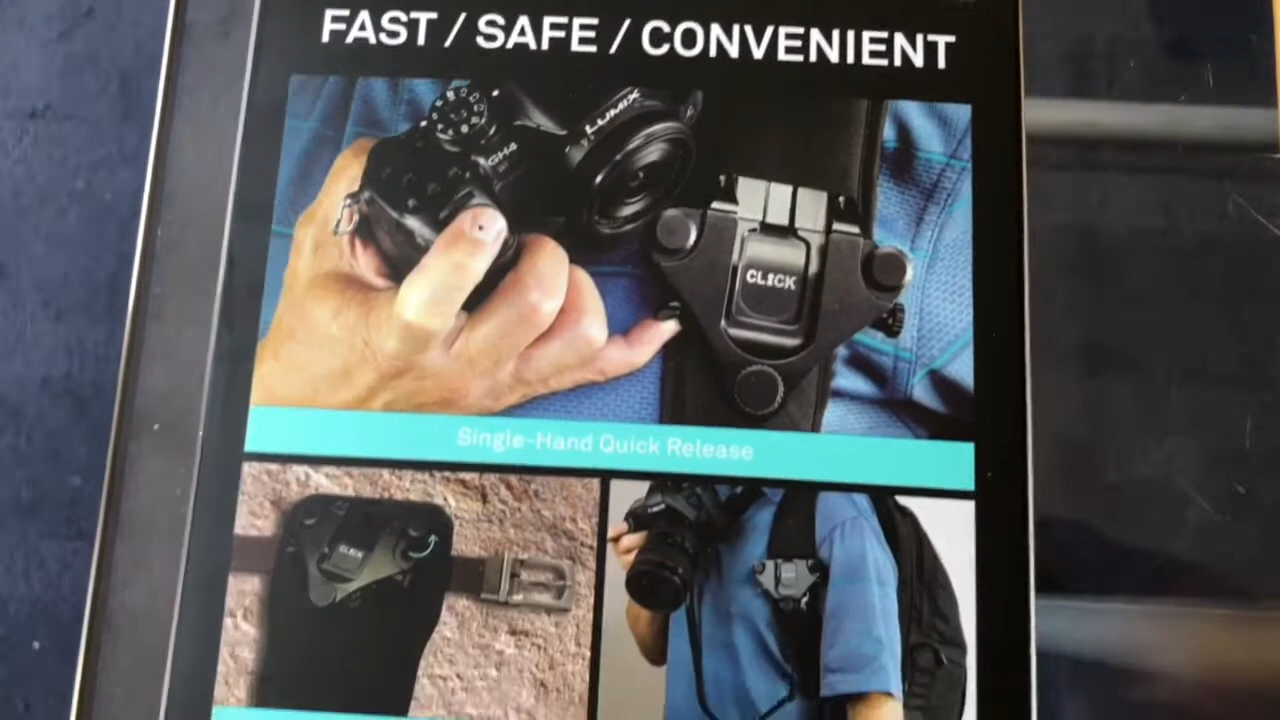 FAST / SAFE / CONVENIENT
LUMIX
GH4
CLICK
Single-Hand Quick Release
CLICK